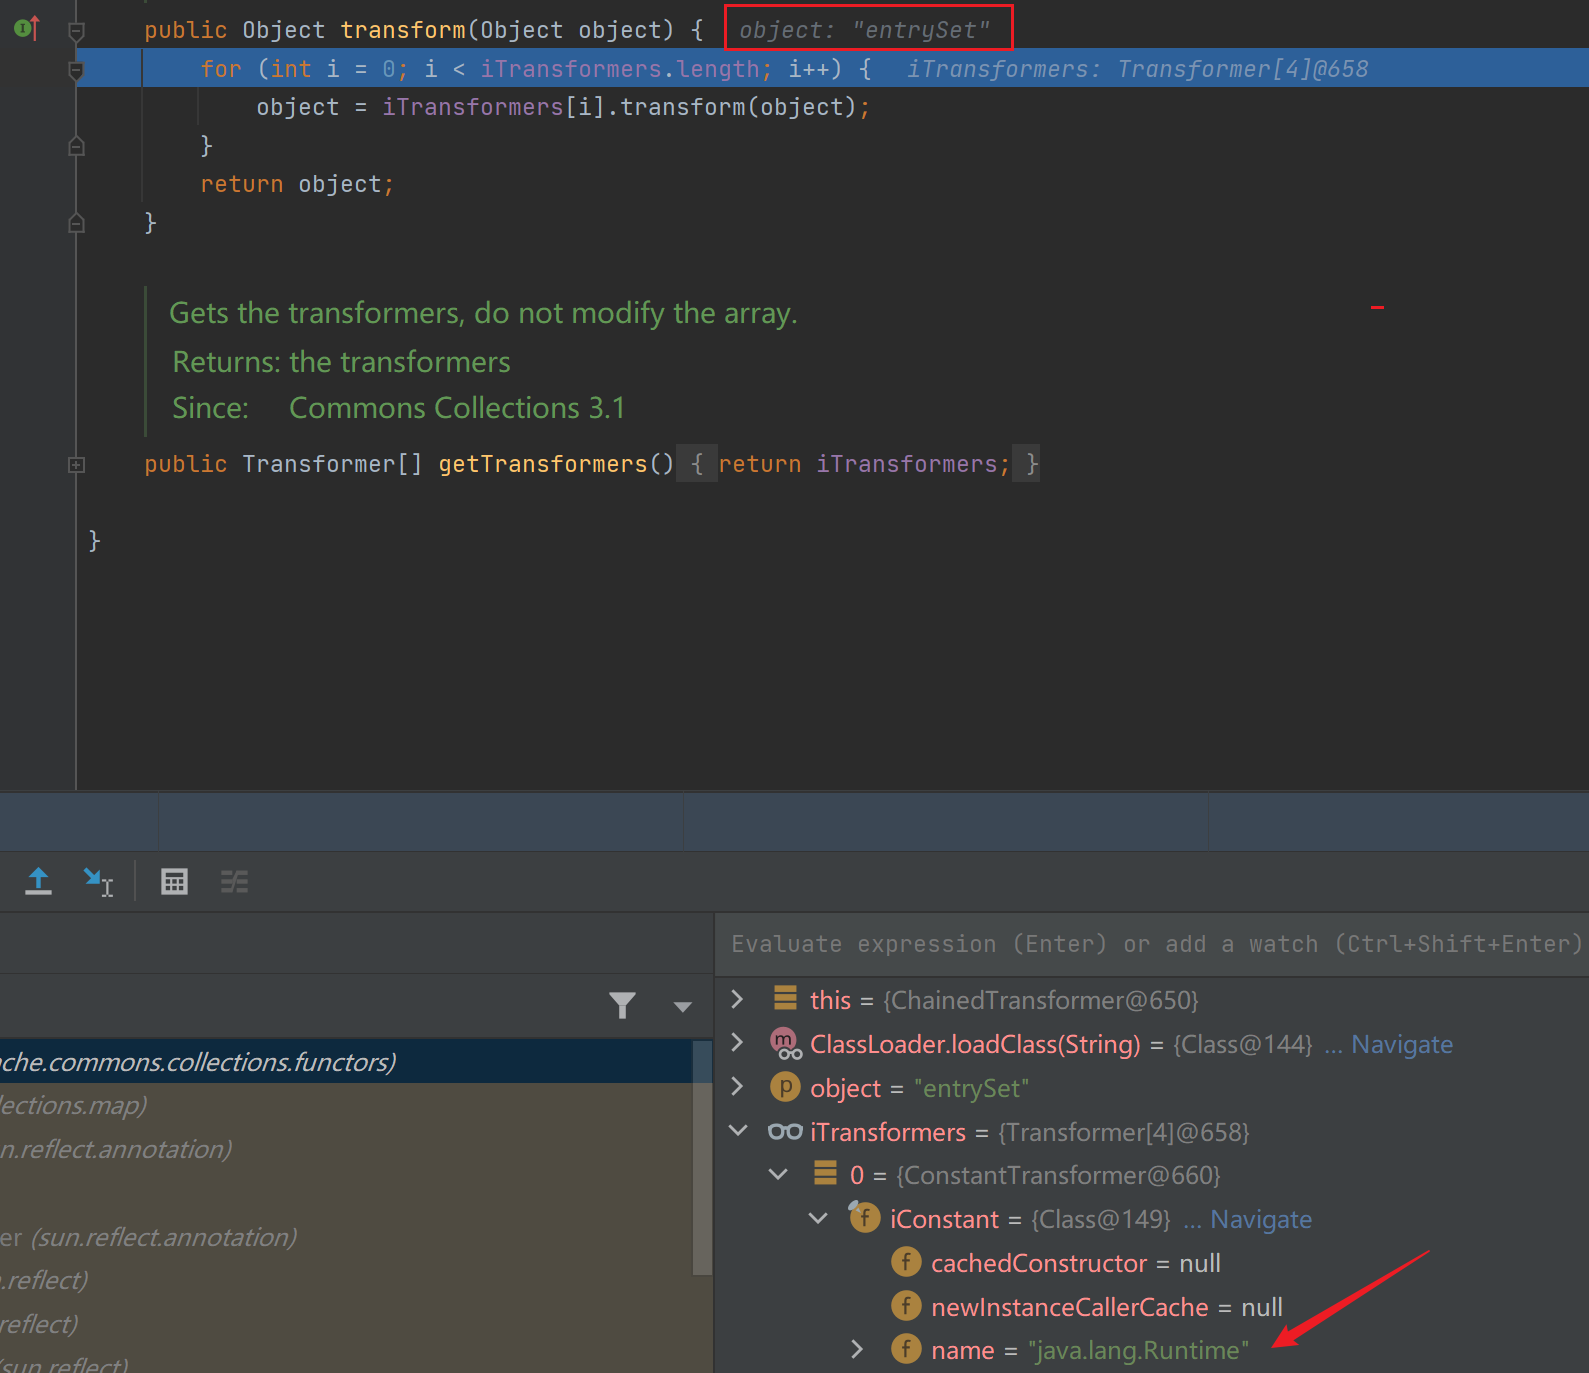 public Object transform(Object object) { object: "entrySet"
for (int i = 0; i < iTransformers.length; i++) { iTransformers: Transformer[4]@658
object = iTransformers[i].transform(object);
}
return object;
}
Gets the transformers, do not modify the array.
Returns: the transformers
Since: Commons Collections 3.1
public Transformer[] getTransformers() { return iTransformers; }
}
Evaluate expression (Enter) or add a watch (Ctrl+Shift+Enter)
this = {ChainedTransformer@650}
ClassLoader.loadClass(String) = {Class@144} ... Navigate
object = "entrySet"
iTransformers = {Transformer[4]@658}
0 = {ConstantTransformer@660}
iConstant = {Class@149} ... Navigate
cachedConstructor = null
newInstanceCallerCache = null
name = "java.lang.Runtime"
che.commons.collections.functors)
lections.map)
n.reflect.annotation)
er (sun.reflect.annotation)
.reflect)
reflect)
(sun.reflect)